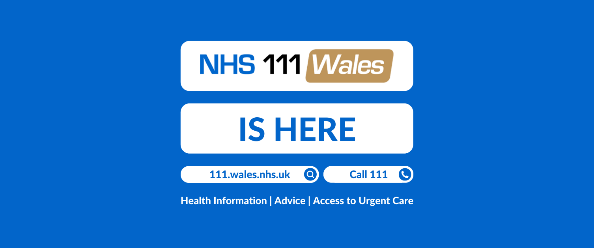 NHS 111 Wales
IS HERE
111.wales.nhs.uk
Call 111
Health Information | Advice | Access to Urgent Care